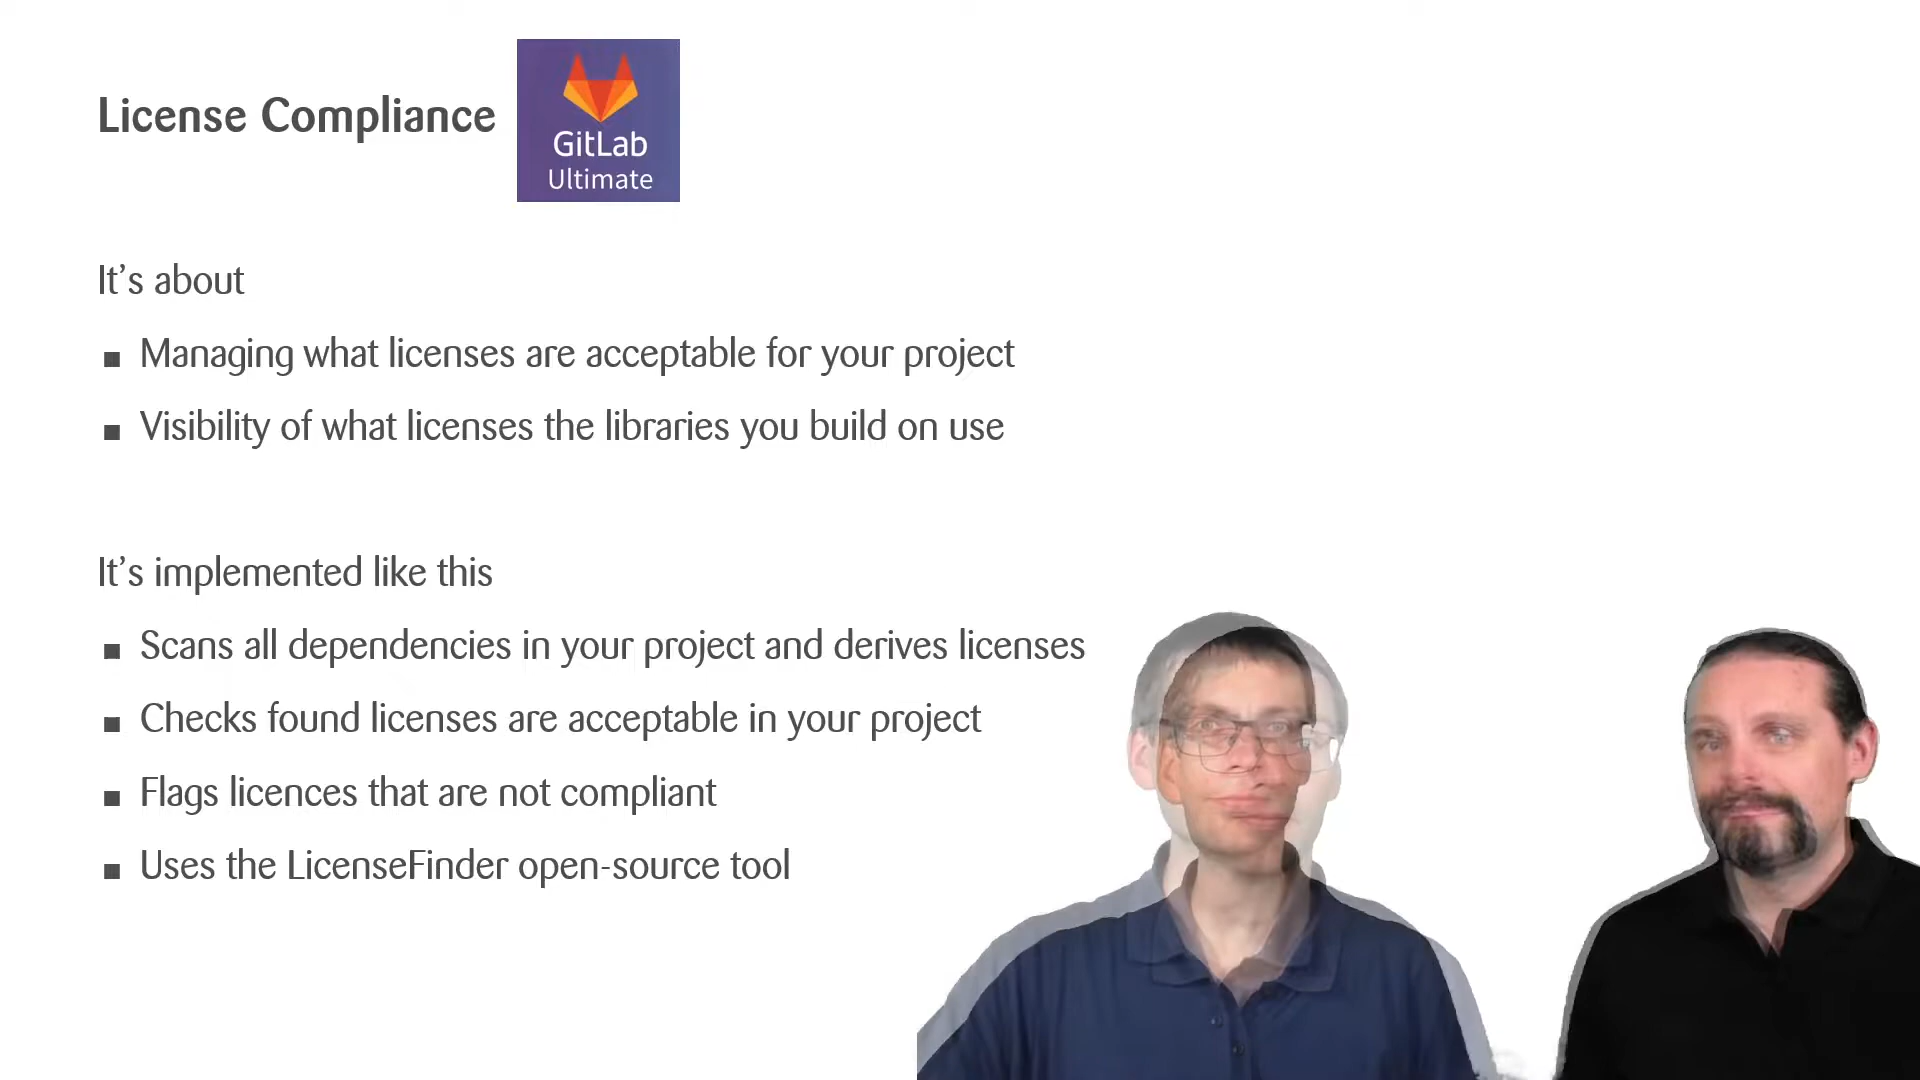 License Compliance
GitLab
Ultimate
It’s about
▪ Managing what licenses are acceptable for your project
▪ Visibility of what licenses the libraries you build on use
It’s implemented like this
▪ Scans all dependencies in your project and derives licenses
▪ Checks found licenses are acceptable in your project
▪ Flags licences that are not compliant
▪ Uses the LicenseFinder open-source tool